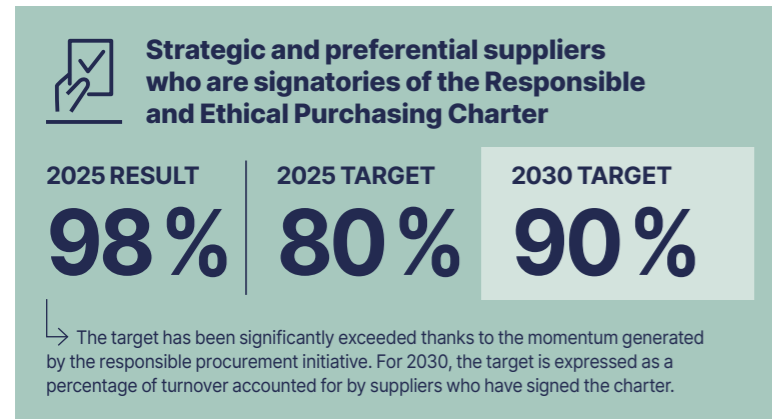 Strategic and preferential suppliers
who are signatories of the Responsible
and Ethical Purchasing Charter
2025 RESULT
98 %
2025 TARGET
80 %
2030 TARGET
90 %
The target has been significantly exceeded thanks to the momentum generated
by the responsible procurement initiative. For 2030, the target is expressed as a
percentage of turnover accounted for by suppliers who have signed the charter.